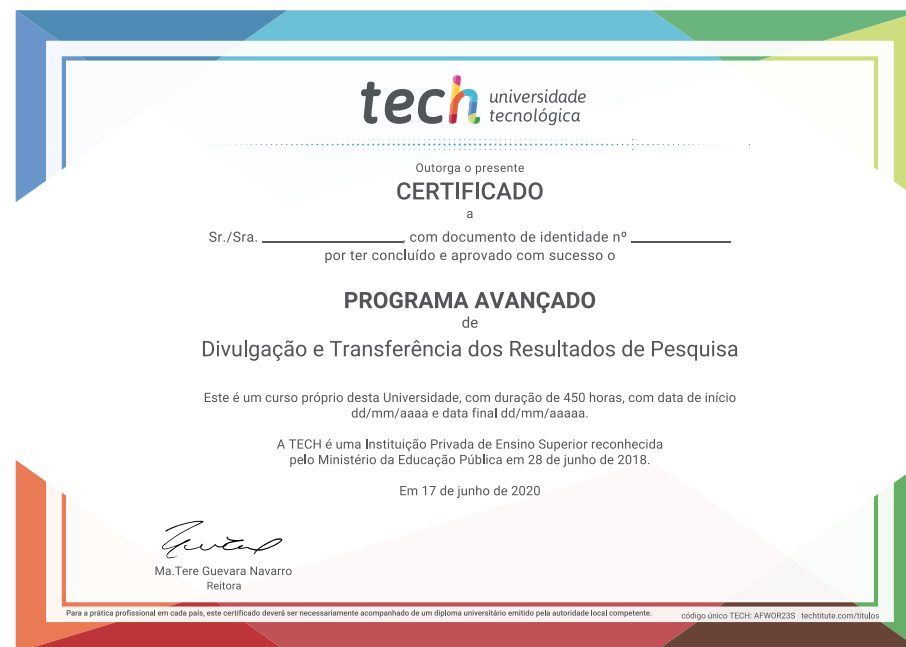 tech universidade
tecnológica
Outorga o presente
CERTIFICADO
a
Sr./Sra. ____________________, com documento de identidade nº ______________
por ter concluído e aprovado com sucesso o
PROGRAMA AVANÇADO
de
Divulgação e Transferência dos Resultados de Pesquisa
Este é um curso próprio desta Universidade, com duração de 450 horas, com data de início
dd/mm/aaaa e data final dd/mm/aaaaa.
A TECH é uma Instituição Privada de Ensino Superior reconhecida
pelo Ministério da Educação Pública em 28 de junho de 2018.
Em 17 de junho de 2020
Ma.Tere Guevara Navarro
Reitora
Para a prática profissional em cada país, este certificado deverá ser necessariamente acompanhado de um diploma universitário emitido pela autoridade local competente.
código único TECH: AFWOR23S techtitute.com/titulos